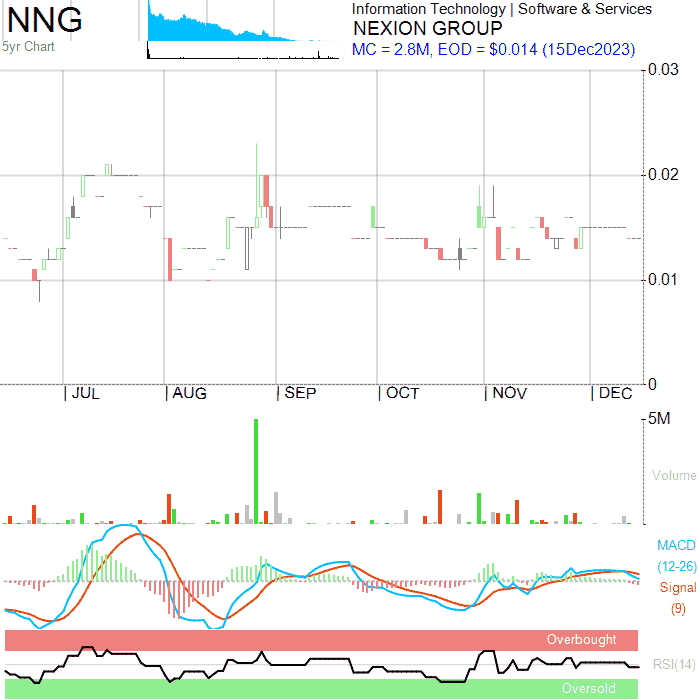 NNG
5yr Chart
Information Technology | Software & Services
NEXION GROUP
MC = 2.8M, EOD = $0.014 (15Dec2023)
0.03
0.02
0.01
0
| JUL | AUG | SEP | OCT | NOV | DEC
5M
Volume
MACD
(12-26)
Signal
(9)
Overbought
RSI(14)
Oversold